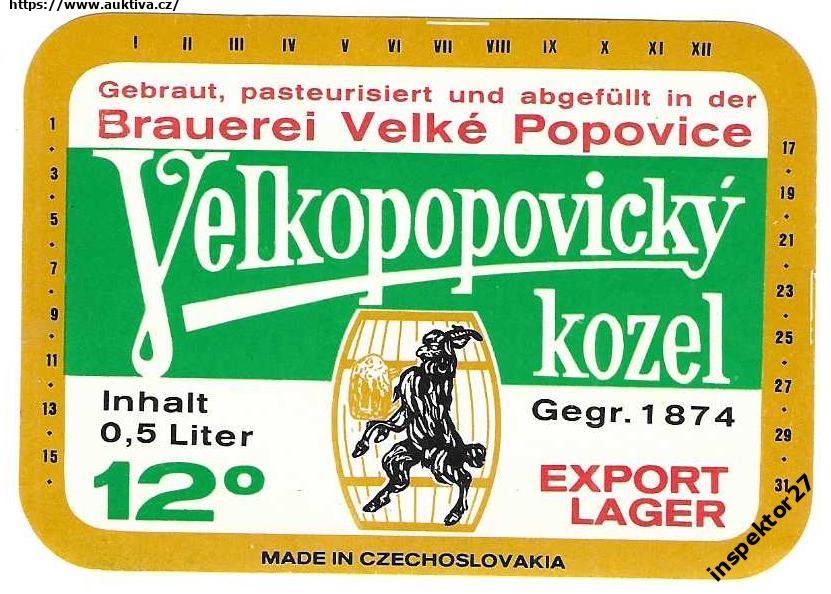 https://www.auktiva.cz/
I II III IV V VI VII VIII IX X XI XII
Gebraut, pasteurisiert und abgefüllt in der
Brauerei Velké Popovice
Velkopopovický
kozel
1
3
5
7
9
11
13
15
17
19
21
23
25
27
29
31
Inhalt
0,5 Liter
12°
Gegr. 1874
EXPORT
LAGER
MADE IN CZECHOSLOVAKIA
inspektor27